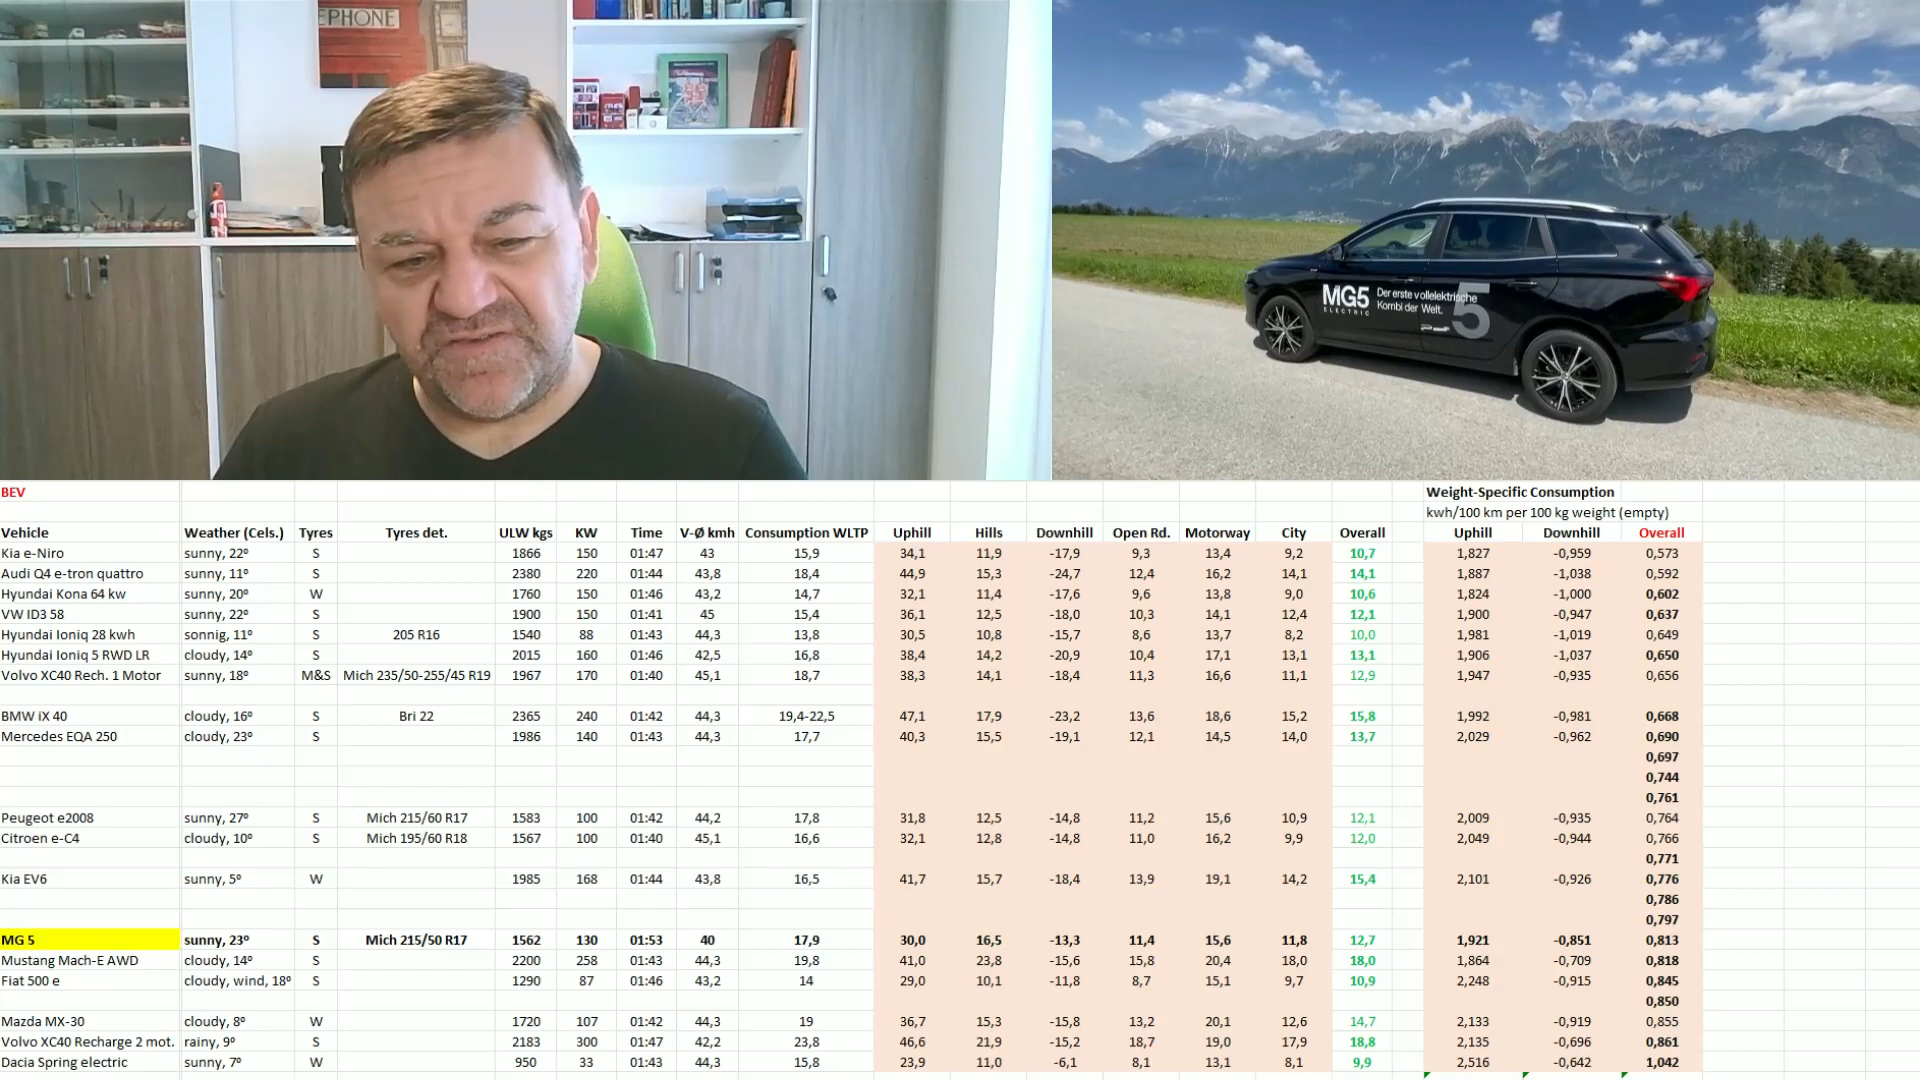 EPHONE
MG5
ELECTRIC
Der erste vollelektrische
Kombi der Welt.
5
BEV
Weight-Specific Consumption
kwh/100 km per 100 kg weight (empty)
Vehicle Weather (Cels.) Tyres Tyres det. ULW kgs KW Time V-Ø kmh Consumption WLTP Uphill Hills Downhill Open Rd. Motorway City Overall Uphill Downhill Overall
Kia e-Niro sunny, 22º S 1866 150 01:47 43 15,9 34,1 11,9 -17,9 9,3 13,4 9,2 10,7 1,827 -0,959 0,573
Audi Q4 e-tron quattro sunny, 11º S 2380 220 01:44 43,8 18,4 44,9 15,3 -24,7 12,4 16,2 14,1 14,1 1,887 -1,038 0,592
Hyundai Kona 64 kw sunny, 20º W 1760 150 01:46 43,2 14,7 32,1 11,4 -17,6 9,6 13,8 9,0 10,6 1,824 -1,000 0,602
VW ID3 58 sunny, 22º S 1900 150 01:41 45 15,4 36,1 12,5 -18,0 10,3 14,1 12,4 12,1 1,900 -0,947 0,637
Hyundai Ioniq 28 kwh sonnig, 11º S 205 R16 1540 88 01:43 44,3 13,8 30,5 10,8 -15,7 8,6 13,7 8,2 10,0 1,981 -1,019 0,649
Hyundai Ioniq 5 RWD LR cloudy, 14º S 2015 160 01:46 42,5 16,8 38,4 14,2 -20,9 10,4 17,1 13,1 13,1 1,906 -1,037 0,650
Volvo XC40 Rech. 1 Motor sunny, 18º M&S Mich 235/50-255/45 R19 1967 170 01:40 45,1 18,7 38,3 14,1 -18,4 11,3 16,6 11,1 12,9 1,947 -0,935 0,656
BMW iX 40 cloudy, 16º S Bri 22 2365 240 01:42 44,3 19,4-22,5 47,1 17,9 -23,2 13,6 18,6 15,2 15,8 1,992 -0,981 0,668
Mercedes EQA 250 cloudy, 23º S 1986 140 01:43 44,3 17,7 40,3 15,5 -19,1 12,1 14,5 14,0 13,7 2,029 -0,962 0,690
0,697
0,744
0,761
Peugeot e2008 sunny, 27º S Mich 215/60 R17 1583 100 01:42 44,2 17,8 31,8 12,5 -14,8 11,2 15,6 10,9 12,1 2,009 -0,935 0,764
Citroen e-C4 cloudy, 10º S Mich 195/60 R18 1567 100 01:40 45,1 16,6 32,1 12,8 -14,8 11,0 16,2 9,9 12,0 2,049 -0,944 0,766
0,771
Kia EV6 sunny, 5º W 1985 168 01:44 43,8 16,5 41,7 15,7 -18,4 13,9 19,1 14,2 15,4 2,101 -0,926 0,776
0,786
0,797
MG 5 sunny, 23º S Mich 215/50 R17 1562 130 01:53 40 17,9 30,0 16,5 -13,3 11,4 15,6 11,8 12,7 1,921 -0,851 0,813
Mustang Mach-E AWD cloudy, 14º S 2200 258 01:43 44,3 19,8 41,0 23,8 -15,6 15,8 20,4 18,0 18,0 1,864 -0,709 0,818
Fiat 500 e cloudy, wind, 18º S 1290 87 01:46 43,2 14 29,0 10,1 -11,8 8,7 15,1 9,7 10,9 2,248 -0,915 0,845
0,850
Mazda MX-30 cloudy, 8º W 1720 107 01:42 44,3 19 36,7 15,3 -15,8 13,2 20,1 12,6 14,7 2,133 -0,919 0,855
Volvo XC40 Recharge 2 mot. rainy, 9º S 2183 300 01:47 42,2 23,8 46,6 21,9 -15,2 18,7 19,0 17,9 18,8 2,135 -0,696 0,861
Dacia Spring electric sunny, 7º W 950 33 01:43 44,3 15,8 23,9 11,0 -6,1 8,1 13,1 8,1 9,9 2,516 -0,642 1,042